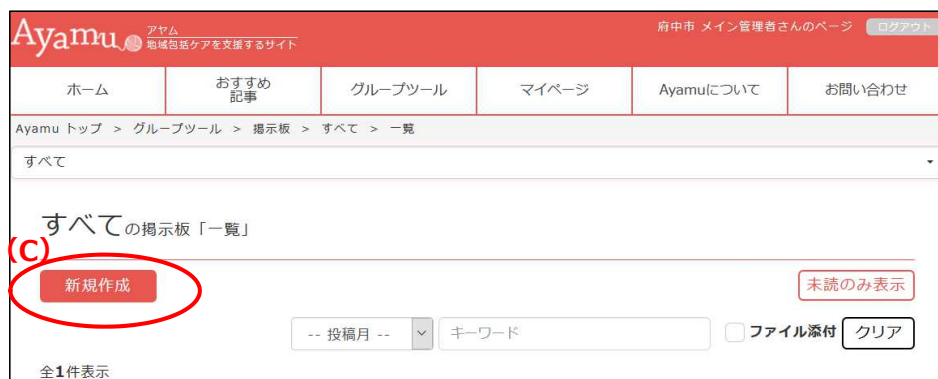 Ayamu アヤム 地域包括ケアを支援するサイト
府中市 メイン管理者さんのページ ログアウト
ホーム おすすめ記事 グループツール マイページ Ayamuについて お問い合わせ
Ayamu トップ > グループツール > 掲示板 > すべて > 一覧
すべて
すべての掲示板「一覧」
(C)
新規作成 未読のみ表示
-- 投稿月 -- キーワード ファイル添付 クリア
全1件表示